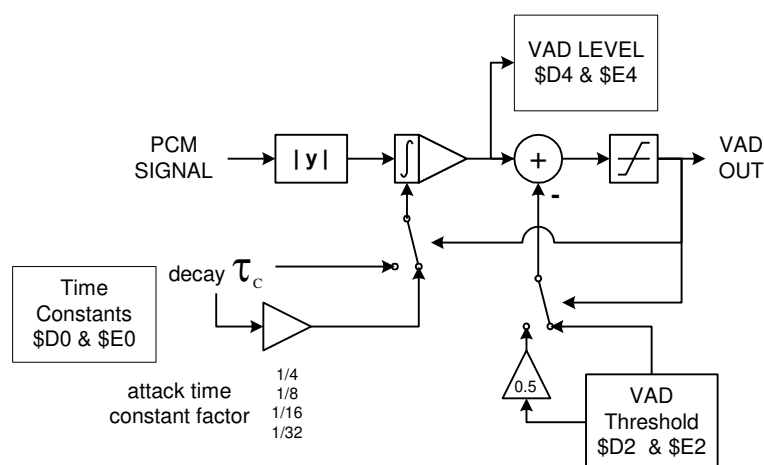 VAD LEVEL
$D4 & $E4
PCM
SIGNAL
| y |
∫
+
VAD
OUT
-
decay τc
Time
Constants
$D0 & $E0
attack time
constant factor
1/4
1/8
1/16
1/32
0.5
VAD
Threshold
$D2 & $E2